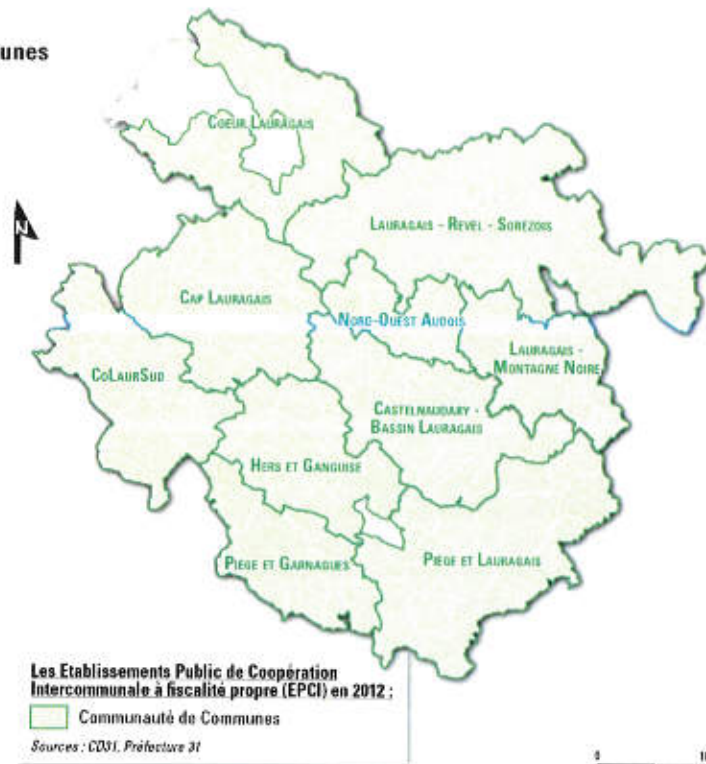 unes
COEUR LAURAGAIS
LAURAGAIS - REVEL - SOREZOIS
N
CAP LAURAGAIS
NORD-OUEST AUDOIS
COLAURSUD
LAURAGAIS -
MONTAGNE NOIRE
CASTELNAUDARY -
BASSIN LAURAGAIS
HERS ET GANGUISE
PIÈGE ET GARNAGUES
PIÈGE ET LAURAGAIS
Les Etablissements Public de Coopération
Intercommunale à fiscalité propre (EPCI) en 2012 :
Communauté de Communes
Sources : CD31, Préfecture 31
0 10